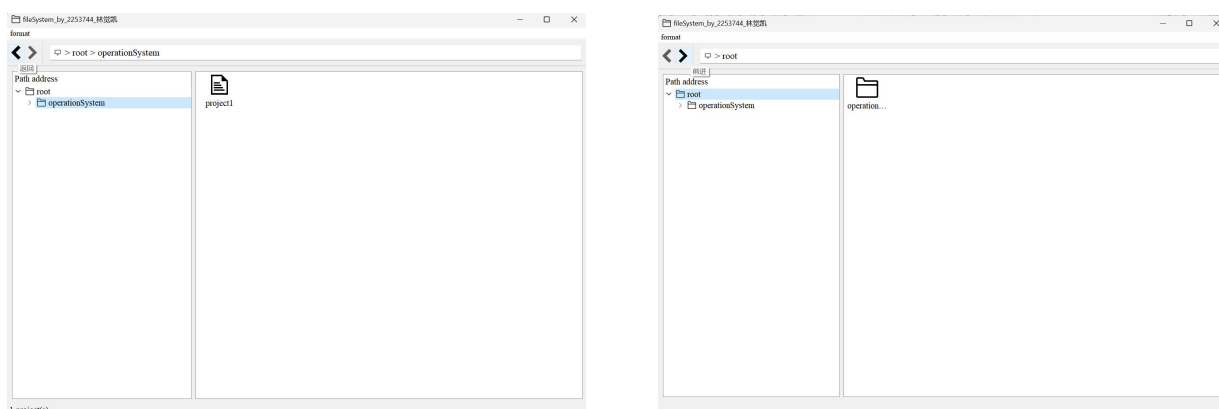 fileSystem_by_2253744_林觉凯
format
> root > operationSystem
返回
Path address
root
operationSystem
project1
1 project(s)
fileSystem_by_2253744_林觉凯
format
> root
前进
Path address
root
operationSystem
operation...